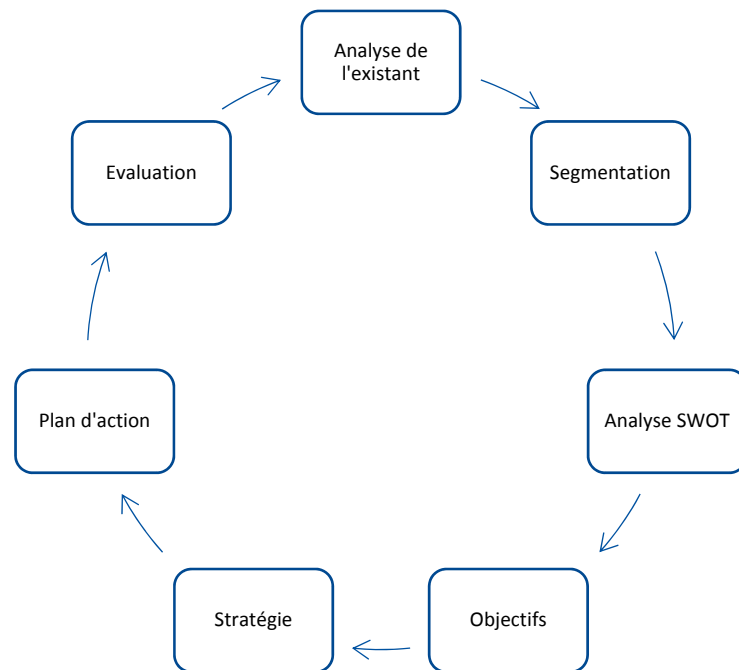 Analyse de
l'existant
Segmentation
Analyse SWOT
Objectifs
Stratégie
Plan d'action
Evaluation